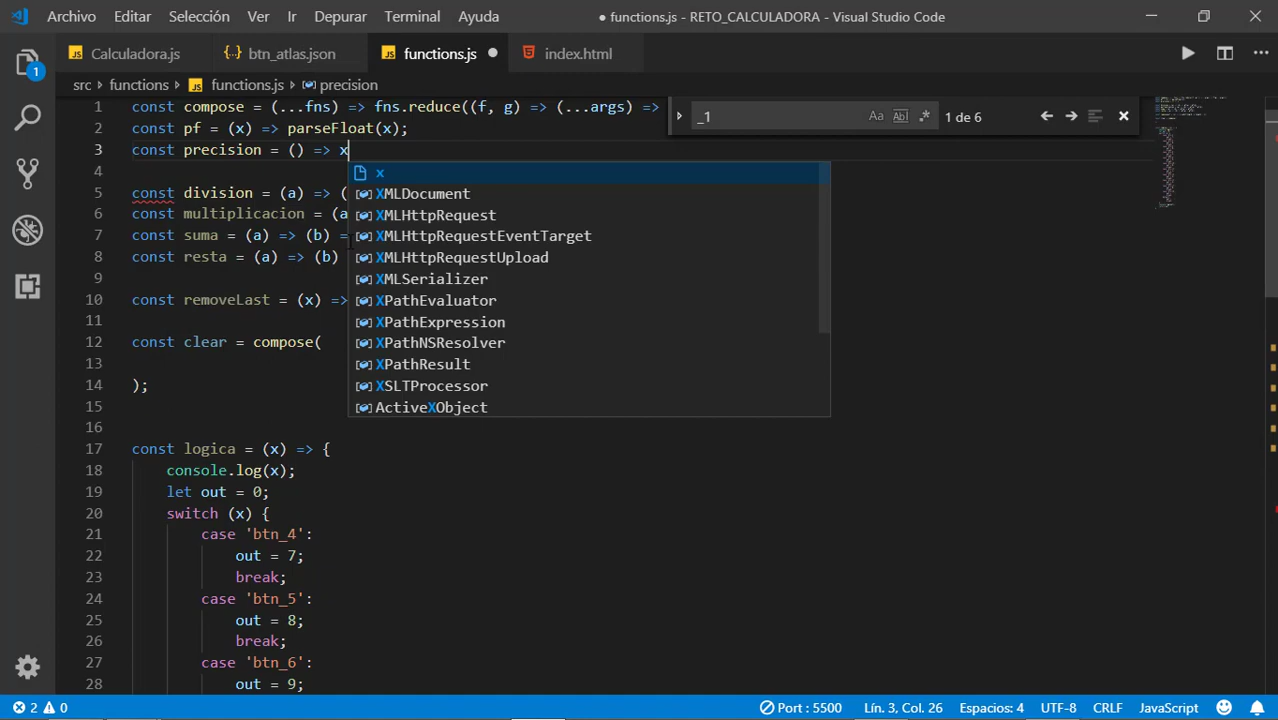 Archivo Editar Selección Ver Ir Depurar Terminal Ayuda ● functions.js - RETO_CALCULADORA - Visual Studio Code
JS Calculadora.js {..} btn_atlas.json JS functions.js ● index.html
1
src > functions > JS functions.js > precision
_1 Aa Abl .* 1 de 6
1 const compose = (...fns) => fns.reduce((f, g) => (...args) =>
2 const pf = (x) => parseFloat(x);
3 const precision = () => x
4
5 const division = (a) => (
6 const multiplicacion = (a
7 const suma = (a) => (b) =
8 const resta = (a) => (b)
9
10 const removeLast = (x) =>
11
12 const clear = compose(
13
14 );
15
16
17 const logica = (x) => {
18 console.log(x);
19 let out = 0;
20 switch (x) {
21 case 'btn_4':
22 out = 7;
23 break;
24 case 'btn_5':
25 out = 8;
26 break;
27 case 'btn_6':
28 out = 9;
x
XMLDocument
XMLHttpRequest
XMLHttpRequestEventTarget
XMLHttpRequestUpload
XMLSerializer
XPathEvaluator
XPathExpression
XPathNSResolver
XPathResult
XSLTProcessor
ActiveXObject
2 0 Port : 5500 Lín. 3, Col. 26 Espacios: 4 UTF-8 CRLF JavaScript